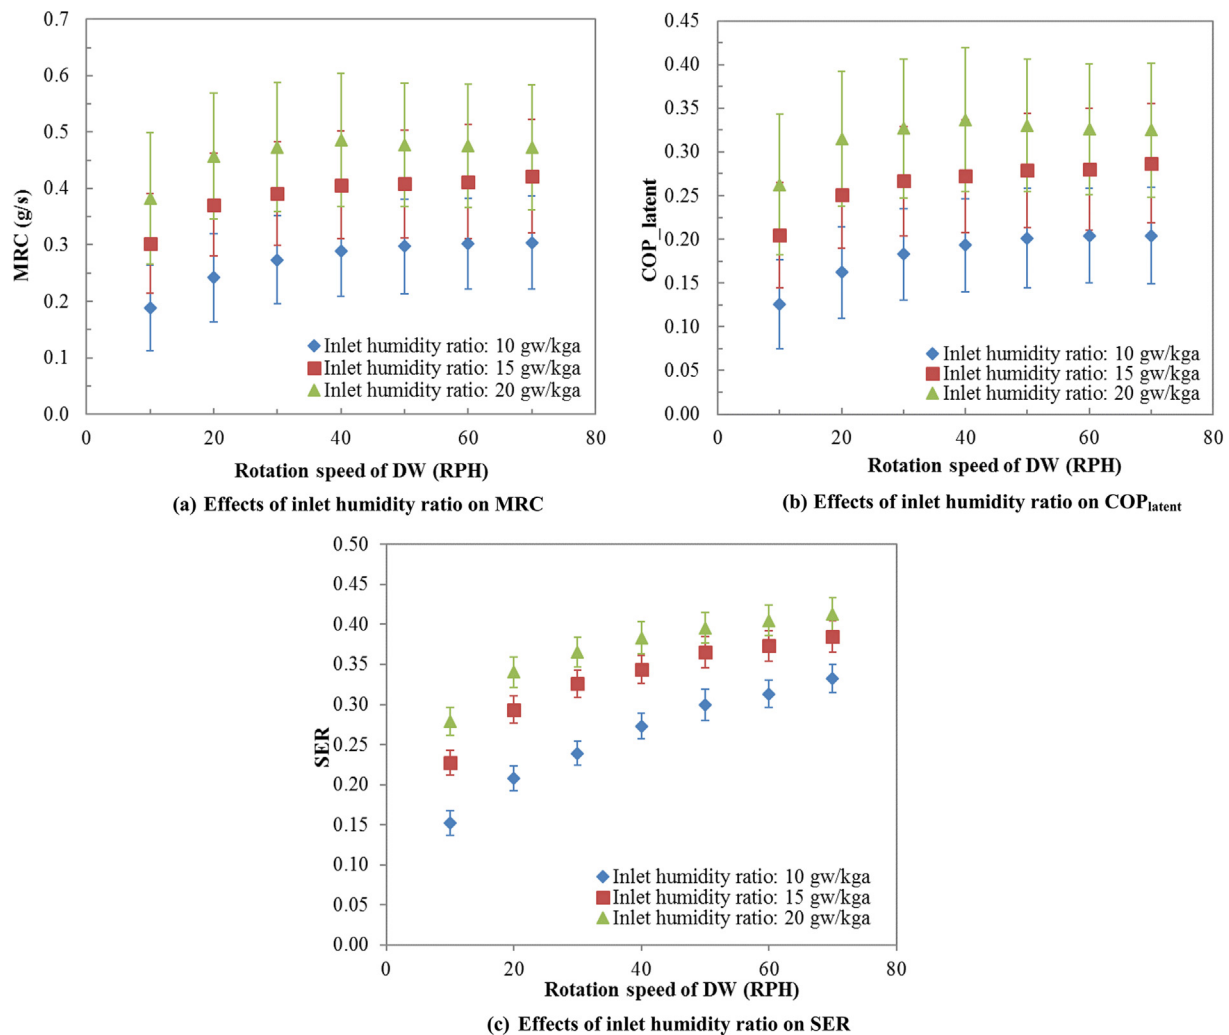 0.7
0.6
0.5
0.4
0.3
0.2
0.1
0.0
MRC (g/s)
Inlet humidity ratio: 10 gw/kga
Inlet humidity ratio: 15 gw/kga
Inlet humidity ratio: 20 gw/kga
0 20 40 60 80
Rotation speed of DW (RPH)
(a) Effects of inlet humidity ratio on MRC
0.45
0.40
0.35
0.30
0.25
0.20
0.15
0.10
0.05
0.00
COP_latent
Inlet humidity ratio: 10 gw/kga
Inlet humidity ratio: 15 gw/kga
Inlet humidity ratio: 20 gw/kga
0 20 40 60 80
Rotation speed of DW (RPH)
(b) Effects of inlet humidity ratio on COPlatent
0.50
0.45
0.40
0.35
0.30
0.25
0.20
0.15
0.10
0.05
0.00
SER
Inlet humidity ratio: 10 gw/kga
Inlet humidity ratio: 15 gw/kga
Inlet humidity ratio: 20 gw/kga
0 20 40 60 80
Rotation speed of DW (RPH)
(c) Effects of inlet humidity ratio on SER